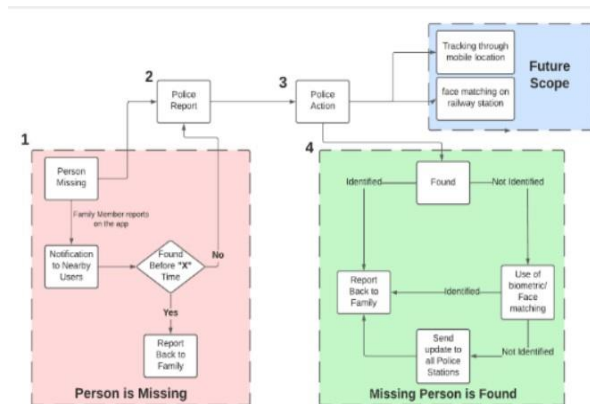 Tracking through
mobile location
Future
Scope
face matching on
railway station
2
Police
Report
3
Police
Action
1
Person
Missing
Family Member reports
on the app
Notification
to Nearby
Users
Found
Before "X"
Time
No
Yes
Report
Back to
Family
Person is Missing
4
Identified
Found
Not Identified
Report
Back to
Family
Identified
Use of
biometric/
Face
matching
Not Identified
Send
update to
all Police
Stations
Missing Person is Found